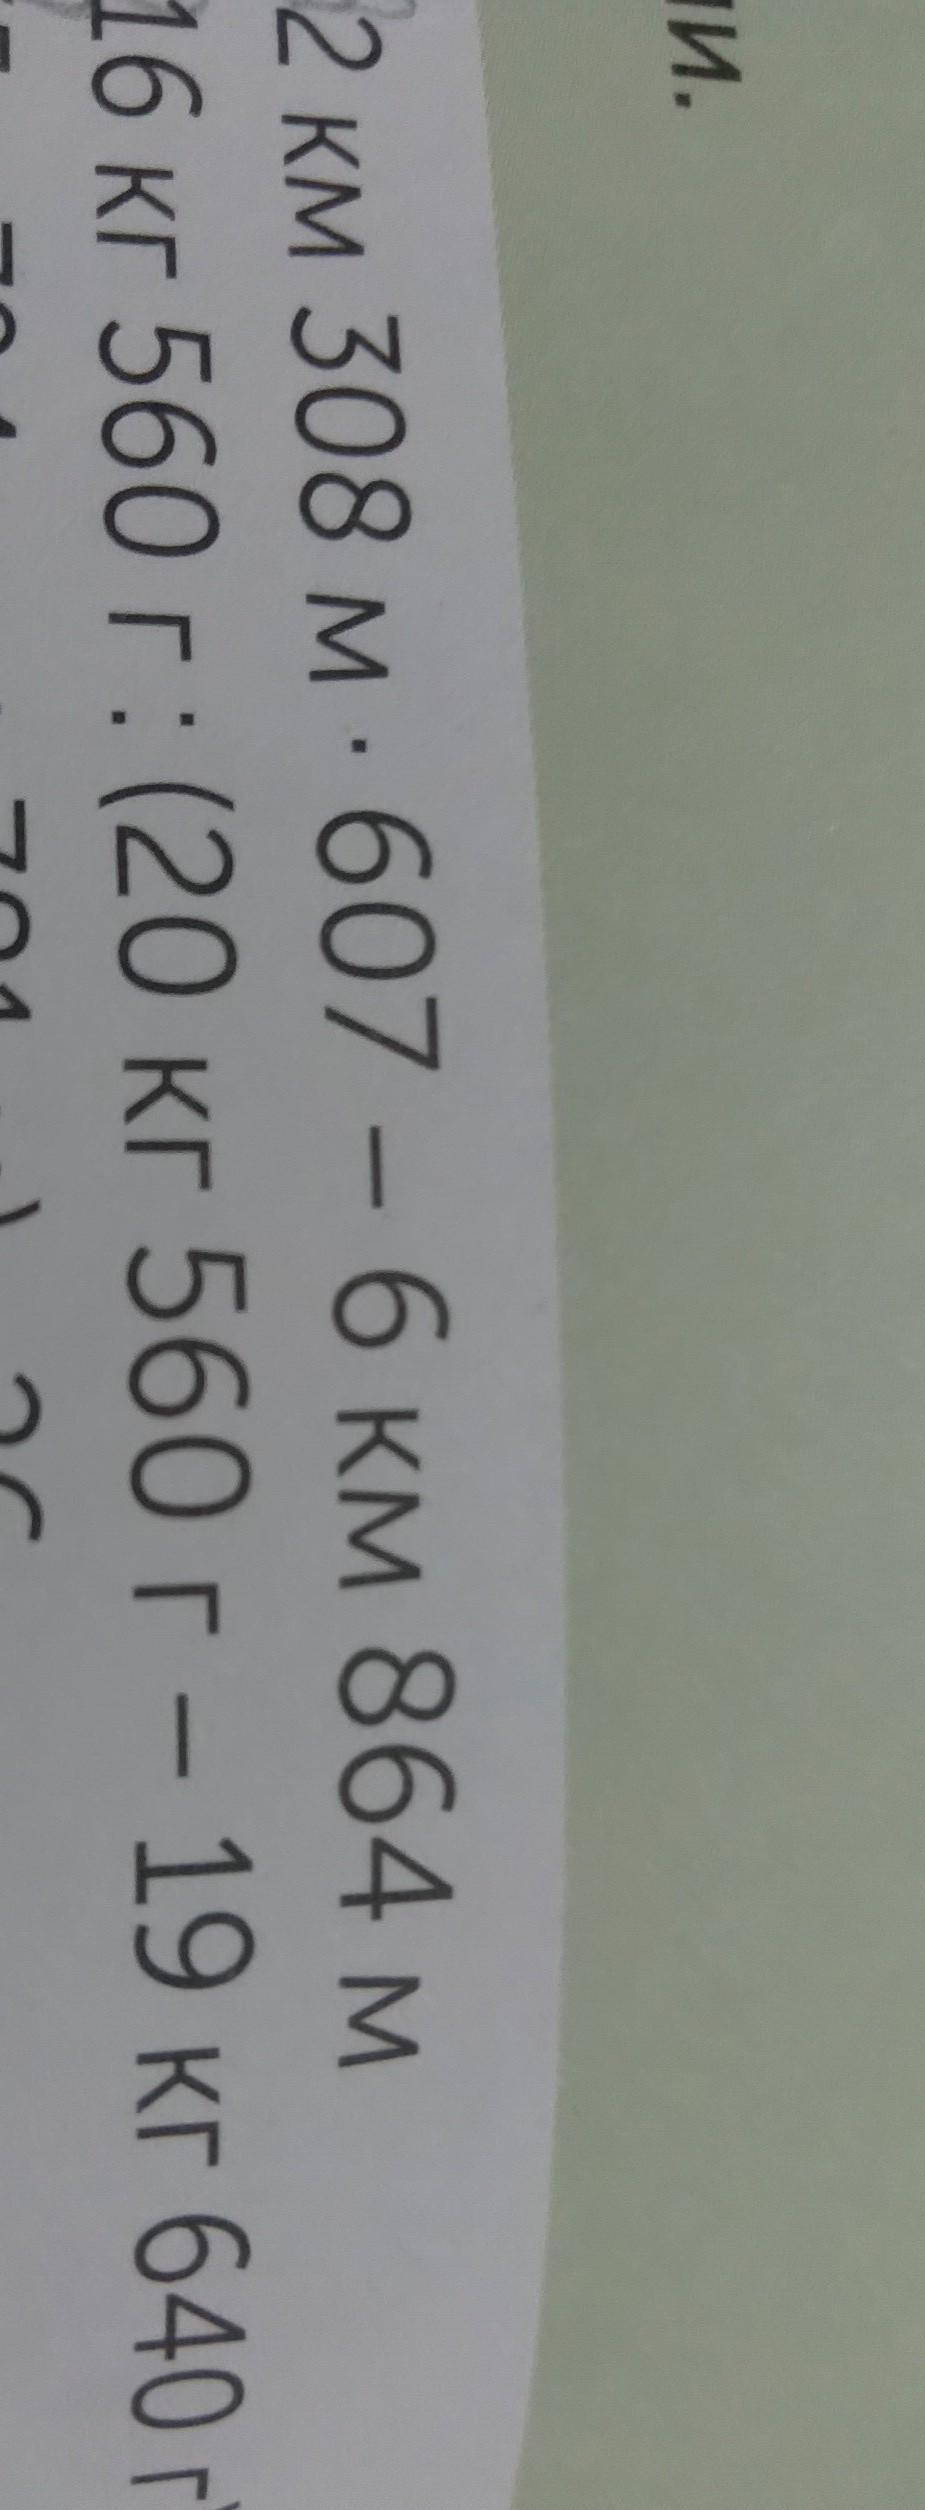 2 км 308 м · 607 – 6 км 864 м
16 кг 560 г : (20 кг 560 г – 19 кг 640 г)